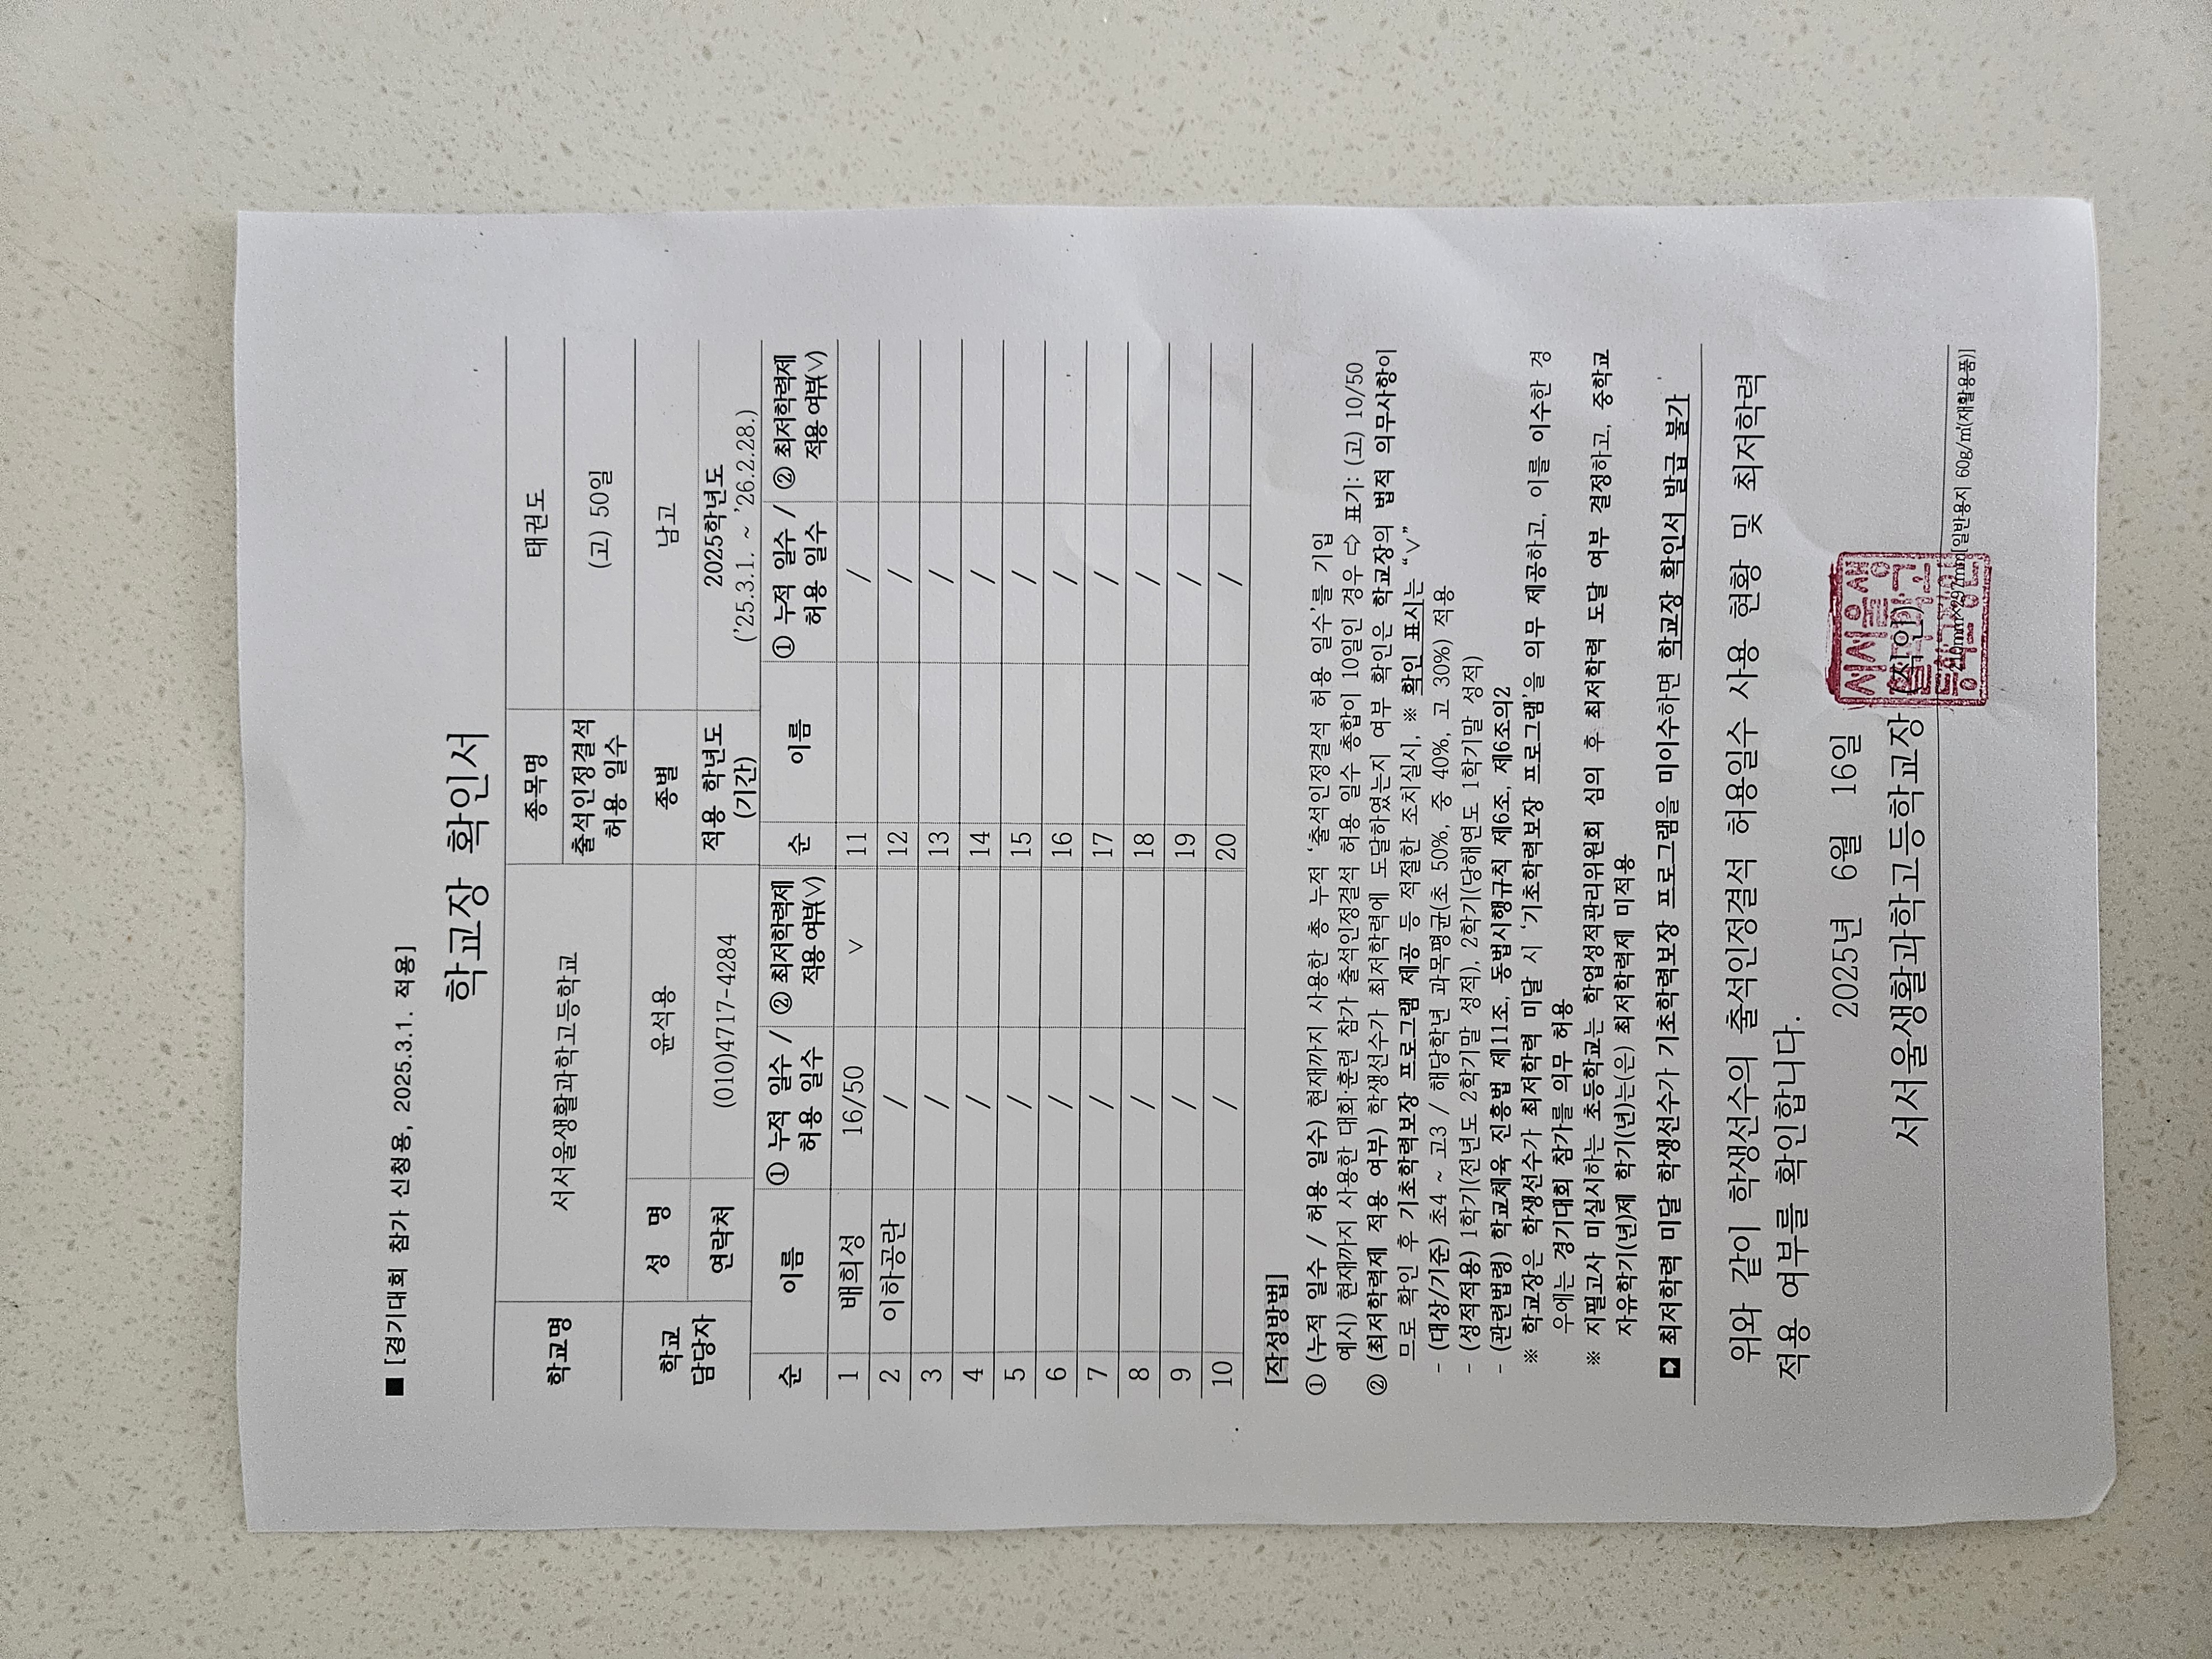 ■ [경기대회 참가 신청용, 2025.3.1. 적용]
학교장 확인서
학교명 서서울생활과학고등학교 종목명 태권도
출석인정결석 허용 일수 (고) 50일
학교 담당자 성 명 윤석용 종별 남고
연락처 (010)4717-4284 적용 학년도 (기간) 2025학년도 ('25.3.1. ~ '26.2.28.)
순 이름 ① 누적 일수 / 허용 일수 ② 최저학력제 적용 여부(∨) 순 이름 ① 누적 일수 / 허용 일수 ② 최저학력제 적용 여부(∨)
1 배희성 16/50 ∨ 11 /
2 이하공란 / 12 /
3 / 13 /
4 / 14 /
5 / 15 /
6 / 16 /
7 / 17 /
8 / 18 /
9 / 19 /
10 / 20 /
[작성방법]
① (누적 일수 / 허용 일수) 현재까지 사용한 총 누적 '출석인정결석 허용 일수'를 기입
예시) 현재까지 사용한 대회·훈련 참가 출석인정결석 허용 일수 총합이 10일인 경우 ⇨ 표기: (고) 10/50
② (최저학력제 적용 여부) 학생선수가 최저학력에 도달하였는지 여부 확인은 학교장의 법적 의무사항이
므로 확인 후 기초학력보장 프로그램 제공 등 적절한 조치실시, ※ 확인 표시는 "∨"
- (대상/기준) 초4 ~ 고3 / 해당학년 과목평균(초 50%, 중 40%, 고 30%) 적용
- (성적적용) 1학기(전년도 2학기말 성적), 2학기(당해연도 1학기말 성적)
- (관련법령) 학교체육 진흥법 제11조, 동법시행규칙 제6조, 제6조의2
※ 학교장은 학생선수가 최저학력 미달 시 '기초학력보장 프로그램'을 의무 제공하고, 이를 이수한 경
우에는 경기대회 참가를 의무 허용
※ 지필고사 미실시하는 초등학교는 학업성적관리위원회 심의 후 최저학력 도달 여부 결정하고, 중학교
자유학기(년)제 학기(년)는(은) 최저학력제 미적용
➡ 최저학력 미달 학생선수가 기초학력보장 프로그램을 미이수하면 학교장 확인서 발급 불가
위와 같이 학생선수의 출석인정결석 허용일수 사용 현황 및 최저학력
적용 여부를 확인합니다.
2025년 6월 16일
서서울생활과학고등학교장 (직인)
210mm×297mm[일반용지 60g/㎡(재활용품)]